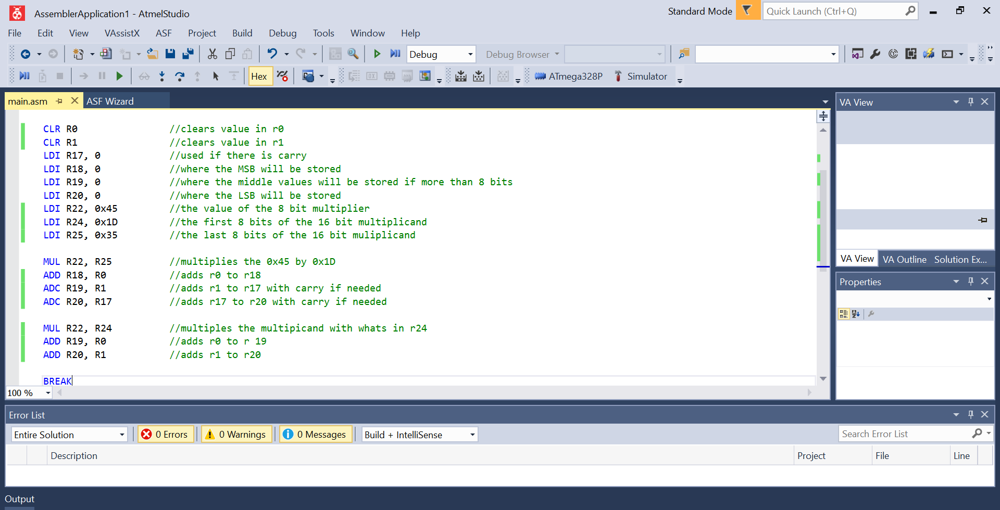 AssemblerApplication1 - AtmelStudio
Standard Mode
Quick Launch (Ctrl+Q)
File Edit View VAssistX ASF Project Build Debug Tools Window Help
Debug
Debug Browser
Hex
ATmega328P
Simulator
main.asm
ASF Wizard
CLR R0 //clears value in r0
CLR R1 //clears value in r1
LDI R17, 0 //used if there is carry
LDI R18, 0 //where the MSB will be stored
LDI R19, 0 //where the middle values will be stored if more than 8 bits
LDI R20, 0 //where the LSB will be stored
LDI R22, 0x45 //the value of the 8 bit multiplier
LDI R24, 0x1D //the first 8 bits of the 16 bit multiplicand
LDI R25, 0x35 //the last 8 bits of the 16 bit muliplicand
MUL R22, R25 //multiplies the 0x45 by 0x1D
ADD R18, R0 //adds r0 to r18
ADC R19, R1 //adds r1 to r17 with carry if needed
ADC R20, R17 //adds r17 to r20 with carry if needed
MUL R22, R24 //multiples the multipicand with whats in r24
ADD R19, R0 //adds r0 to r 19
ADD R20, R1 //adds r1 to r20
BREAK
100 %
VA View
VA View VA Outline Solution Ex...
Properties
Error List
Entire Solution
0 Errors
0 Warnings
0 Messages
Build + IntelliSense
Search Error List
Description Project File Line
Output